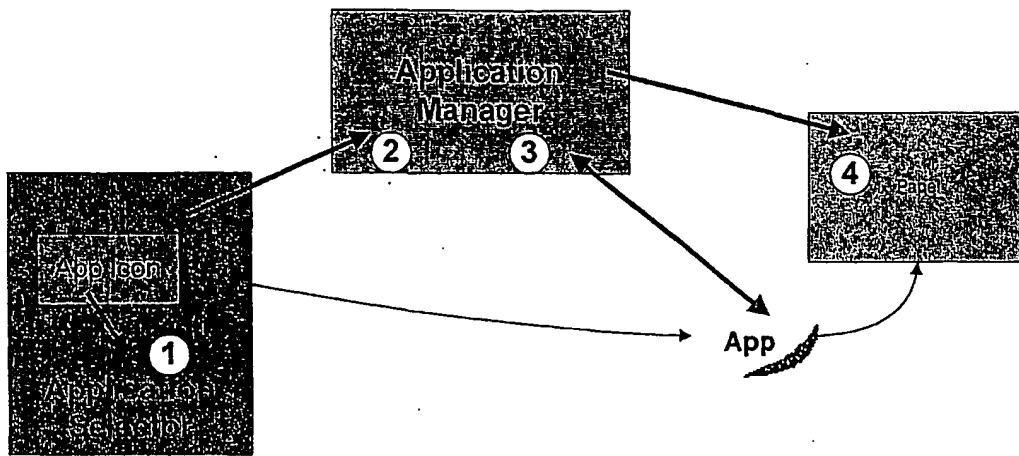 Application
Manager
2
3
4
Panel
App Icon
1
App
Application
Selector